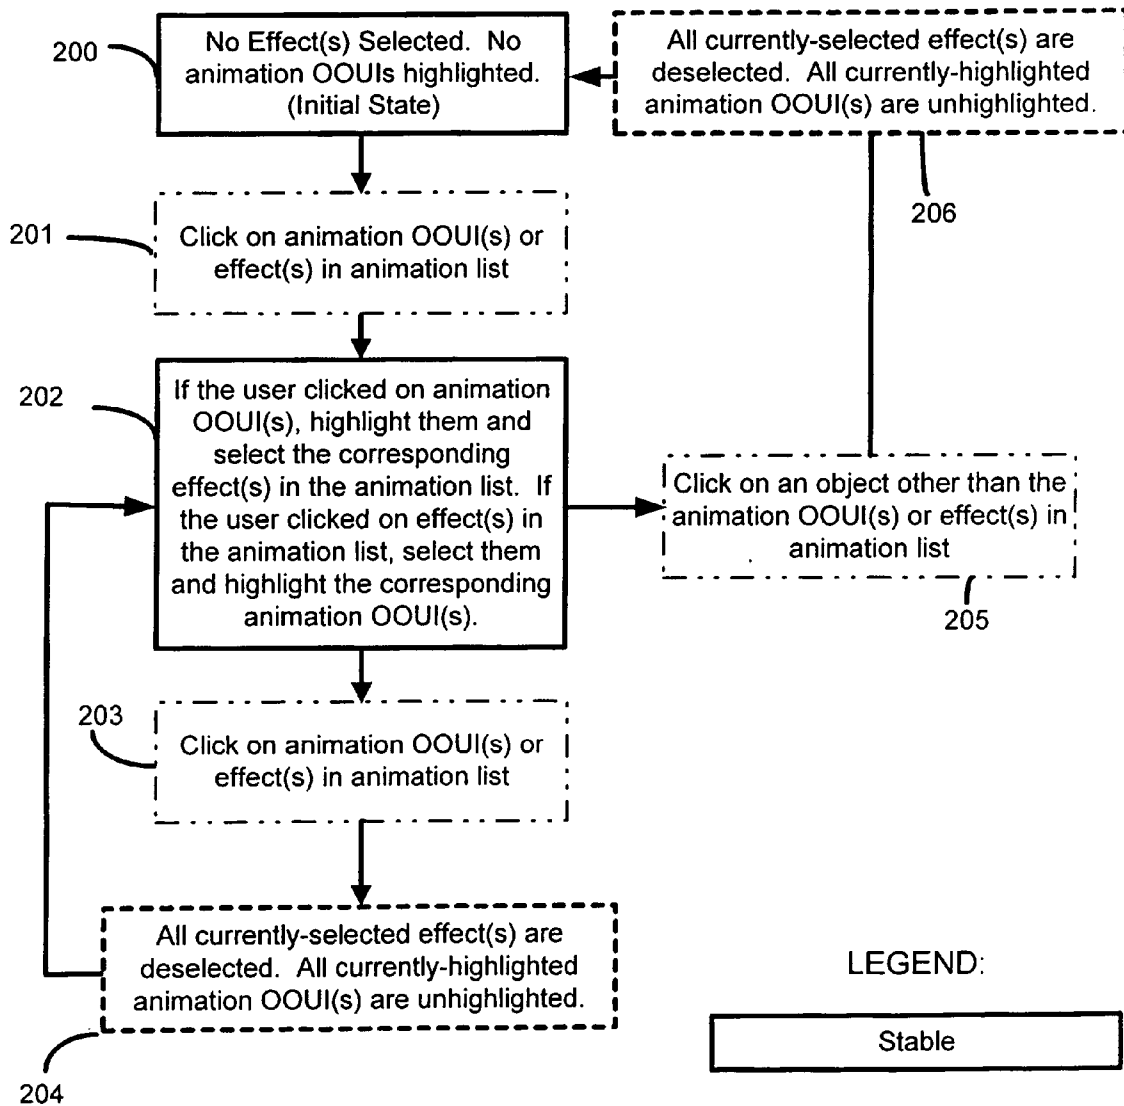 200
No Effect(s) Selected. No
animation OOUIs highlighted.
(Initial State)
All currently-selected effect(s) are
deselected. All currently-highlighted
animation OOUI(s) are unhighlighted.
206
201
Click on animation OOUI(s) or
effect(s) in animation list
202
If the user clicked on animation
OOUI(s), highlight them and
select the corresponding
effect(s) in the animation list. If
the user clicked on effect(s) in
the animation list, select them
and highlight the corresponding
animation OOUI(s).
Click on an object other than the
animation OOUI(s) or effect(s) in
animation list
205
203
Click on animation OOUI(s) or
effect(s) in animation list
All currently-selected effect(s) are
deselected. All currently-highlighted
animation OOUI(s) are unhighlighted.
204
LEGEND:
Stable